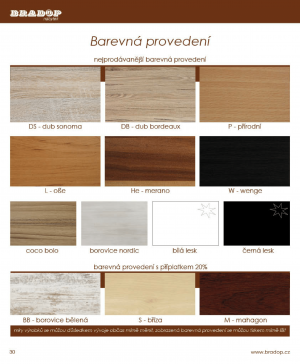 BRADOP
nábytek
Barevná provedení
nejprodávanější barevná provedení
DS - dub sonoma
DB - dub bordeaux
P - přírodní
L - olše
He - merano
W - wenge
coco bolo
borovice nordic
bílá lesk
černá lesk
barevná provedení s příplatkem 20%
BB - borovice bělená
S - bříza
M - mahagon
30
www.bradop.cz